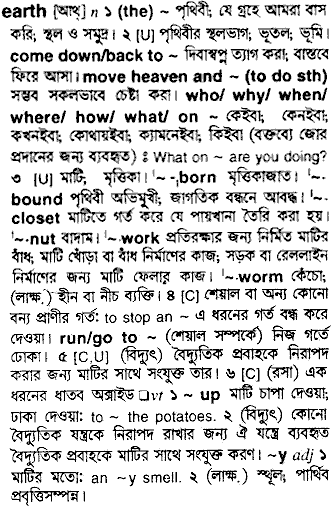 earth [আথ্] n ১ (the) ~ পৃথিবী; যে গ্রহে আমরা বাস
করি; স্থল ও সমুদ্র। ২ [U] পৃথিবীর স্থলভাগ; ভূতল; ভূমি।
come down/back to ~ দিবাস্বপ্ন ত্যাগ করা; বাস্তবে
ফিরে আসা। move heaven and ~ (to do sth)
সম্ভব সকলভাবে চেষ্টা করা। who/ why/ when/
where/ how/ what/ on ~ কেইবা; কেনইবা;
কখনইবা; কোথায়ইবা; ক্যামনেইবা; কিইবা (বক্তব্যে জোর
প্রদানের জন্য ব্যবহৃত) : What on ~ are you doing?
৩ [U] মাটি; মৃত্তিকা। '~-ˌborn মৃত্তিকাজাত। '~-
bound পৃথিবী অভিমুখী; জাগতিক বন্ধনে আবদ্ধ। '~-
closet মাটিতে গর্ত করে যে পায়খানা তৈরি করা হয়।
'~-nut বাদাম। '~-work প্রতিরক্ষার জন্য নির্মিত মাটির
বাঁধ; মাটি খোঁড়া বা বাঁধ নির্মাণের কাজ; সড়ক বা রেললাইন
নির্মাণের জন্য মাটি ফেলার কাজ। '~-worm কেঁচো;
(লাক্ষ.) হীন বা নীচ ব্যক্তি। ৪ [C] শেয়াল বা অন্য কোনো
বন্য প্রাণীর গর্ত: to stop an ~ এ ধরনের গর্ত বন্ধ করে
দেওয়া। run/go to ~ (শেয়াল সম্পর্কে) নিজ গর্তে
ঢোকা। ৫ [C,U] (বিদ্যুৎ) বৈদ্যুতিক প্রবাহকে নিরাপদ
করার জন্য মাটির সাথে সংযুক্ত তার। ৬ [C] (রসা) এক
ধরনের ধাতব অক্সাইড □vt ১ ~ up মাটি চাপা দেওয়া;
ঢাকা দেওয়া: to ~ the potatoes. ২ (বিদ্যুৎ) কোনো
বৈদ্যুতিক যন্ত্রকে নিরাপদ রাখার জন্য ঐ যন্ত্রে ব্যবহৃত
বৈদ্যুতিক প্রবাহকে মাটির সাথে সংযুক্ত করণ। ~y adj ১
মাটির মতো: an ~y smell. ২ (লাক্ষ.) স্থূল; পার্থিব
প্রবৃত্তিসম্পন্ন।